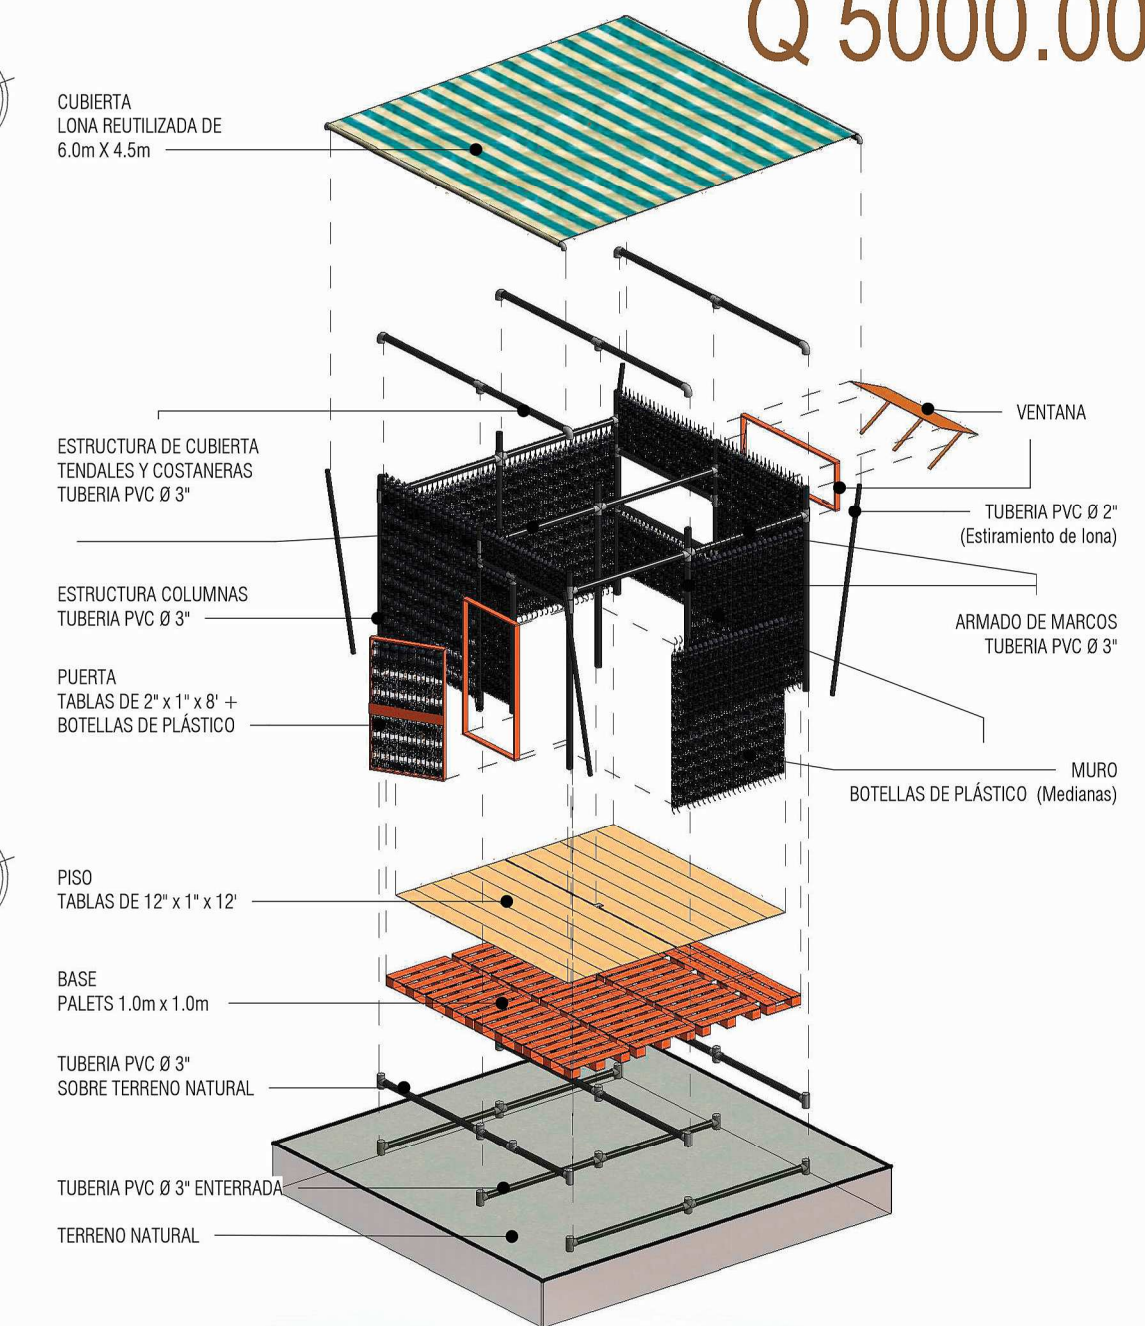 Q 5000.00
CUBIERTA
LONA REUTILIZADA DE
6.0m X 4.5m
ESTRUCTURA DE CUBIERTA
TENDALES Y COSTANERAS
TUBERIA PVC Ø 3"
ESTRUCTURA COLUMNAS
TUBERIA PVC Ø 3"
PUERTA
TABLAS DE 2" x 1" x 8' +
BOTELLAS DE PLÁSTICO
VENTANA
TUBERIA PVC Ø 2"
(Estiramiento de lona)
ARMADO DE MARCOS
TUBERIA PVC Ø 3"
MURO
BOTELLAS DE PLÁSTICO (Medianas)
PISO
TABLAS DE 12" x 1" x 12'
BASE
PALETS 1.0m x 1.0m
TUBERIA PVC Ø 3"
SOBRE TERRENO NATURAL
TUBERIA PVC Ø 3" ENTERRADA
TERRENO NATURAL